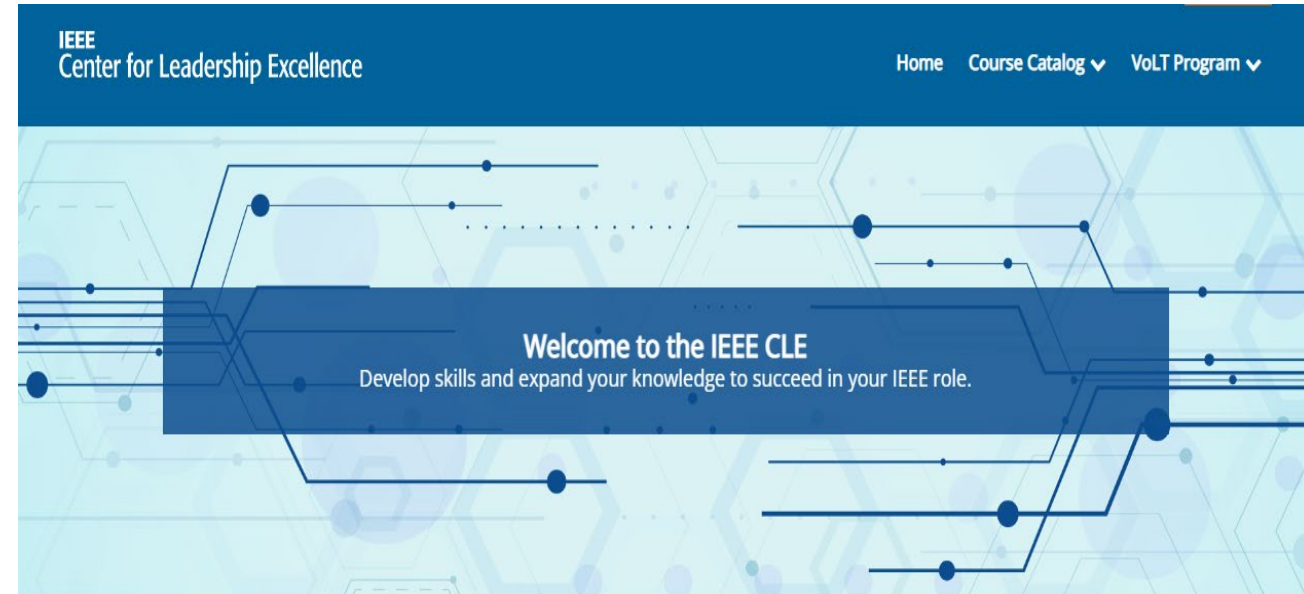 IEEE
Center for Leadership Excellence
Home Course Catalog VoLT Program
Welcome to the IEEE CLE
Develop skills and expand your knowledge to succeed in your IEEE role.